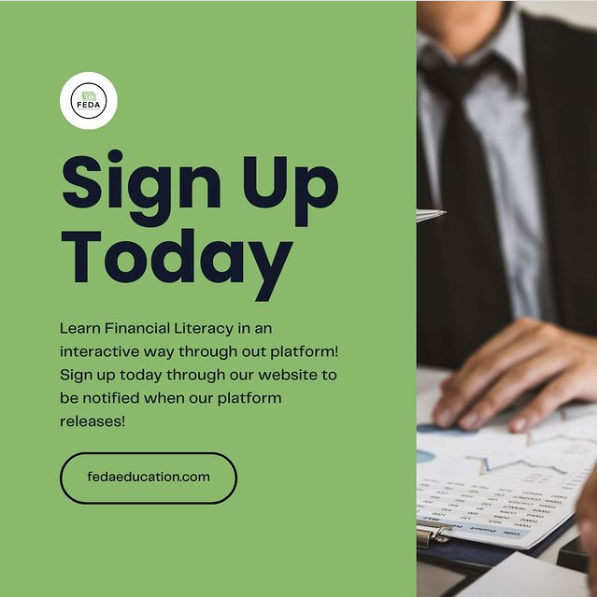 FEDA
Sign Up
Today
Learn Financial Literacy in an
interactive way through out platform!
Sign up today through our website to
be notified when our platform
releases!
fedaeducation.com